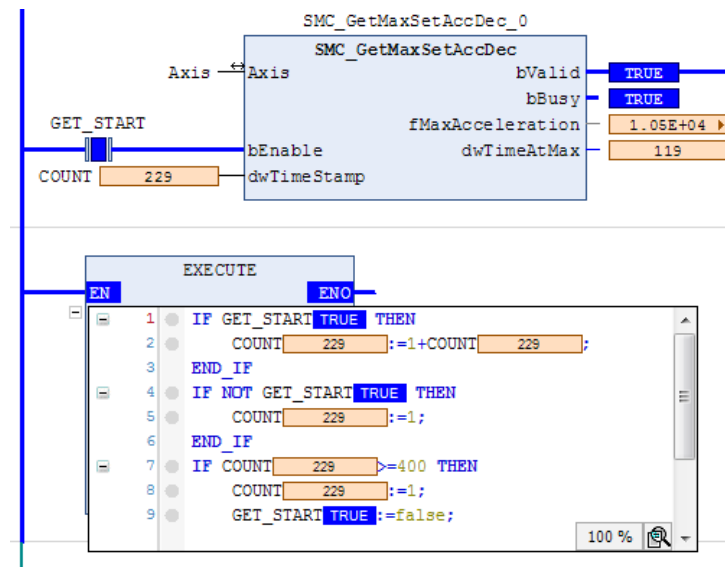 SMC_GetMaxSetAccDec_0
SMC_GetMaxSetAccDec
Axis Axis bValid TRUE
bBusy TRUE
GET_START fMaxAcceleration 1.05E+04
bEnable dwTimeAtMax 119
COUNT 229 dwTimeStamp
EXECUTE
EN ENO
1 IF GET_START TRUE THEN
2 COUNT 229 :=1+COUNT 229 ;
3 END_IF
4 IF NOT GET_START TRUE THEN
5 COUNT 229 :=1;
6 END_IF
7 IF COUNT 229 >=400 THEN
8 COUNT 229 :=1;
9 GET_START TRUE :=false;
100 %